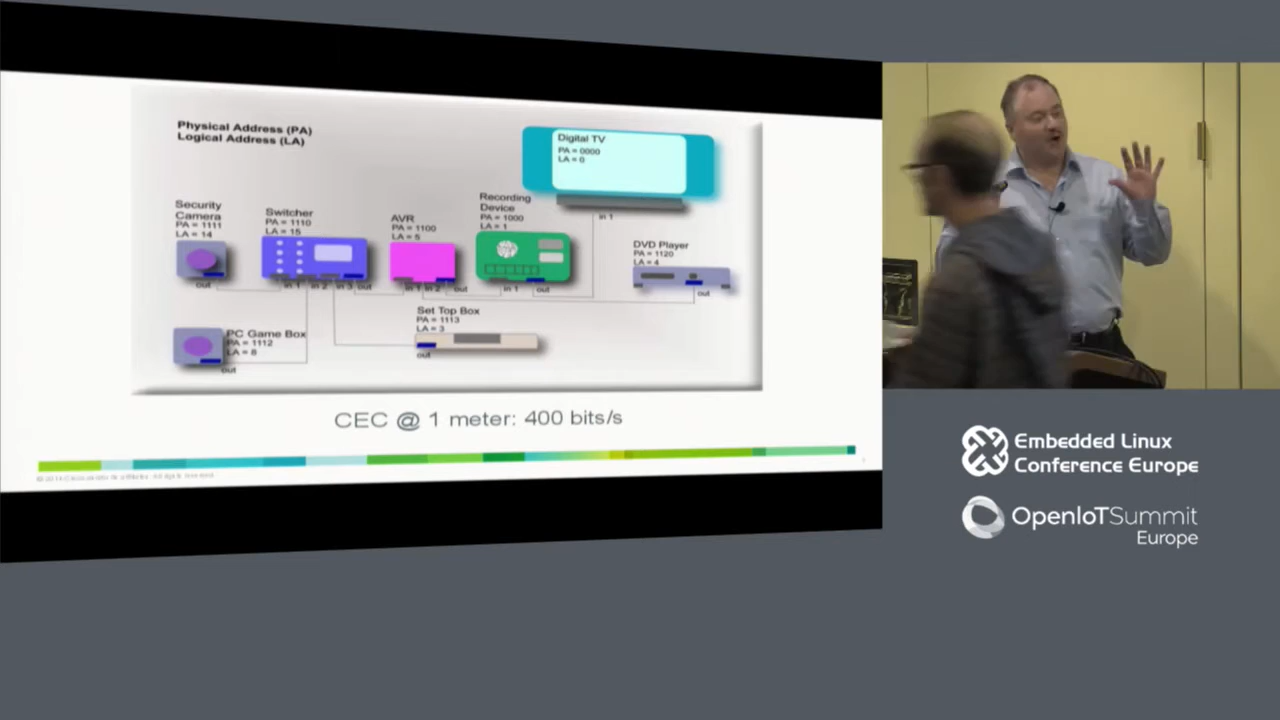 Physical Address (PA)
Logical Address (LA)
Digital TV
PA = 0000
LA = 0
in 1
Security
Camera
PA = 1111
LA = 14
out
Switcher
PA = 1110
LA = 15
in 1
in 2
in 3
out
AVR
PA = 1100
LA = 5
in 1
in 2
out
Recording
Device
PA = 1000
LA = 1
in 1
out
DVD Player
PA = 1120
LA = 4
out
PC Game Box
PA = 1112
LA = 8
out
Set Top Box
PA = 1113
LA = 3
out
CEC @ 1 meter: 400 bits/s
Embedded Linux
Conference Europe
OpenIoTSummit
Europe